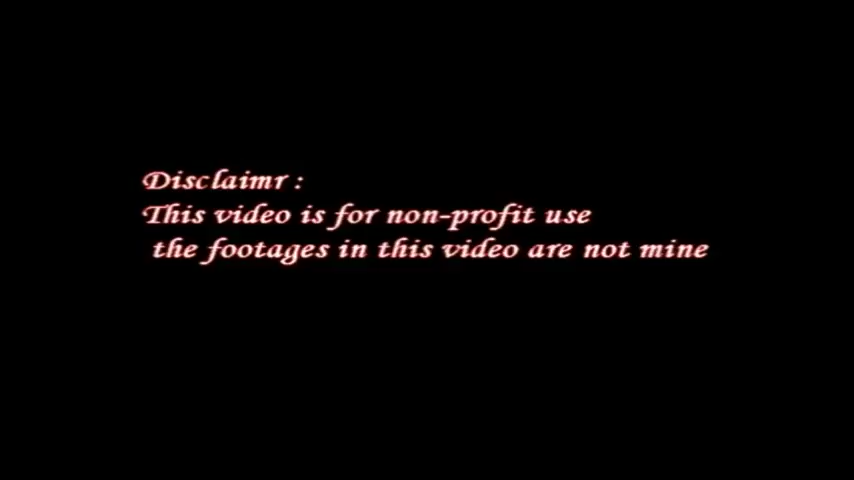 Disclaimr :
This video is for non-profit use
the footages in this video are not mine